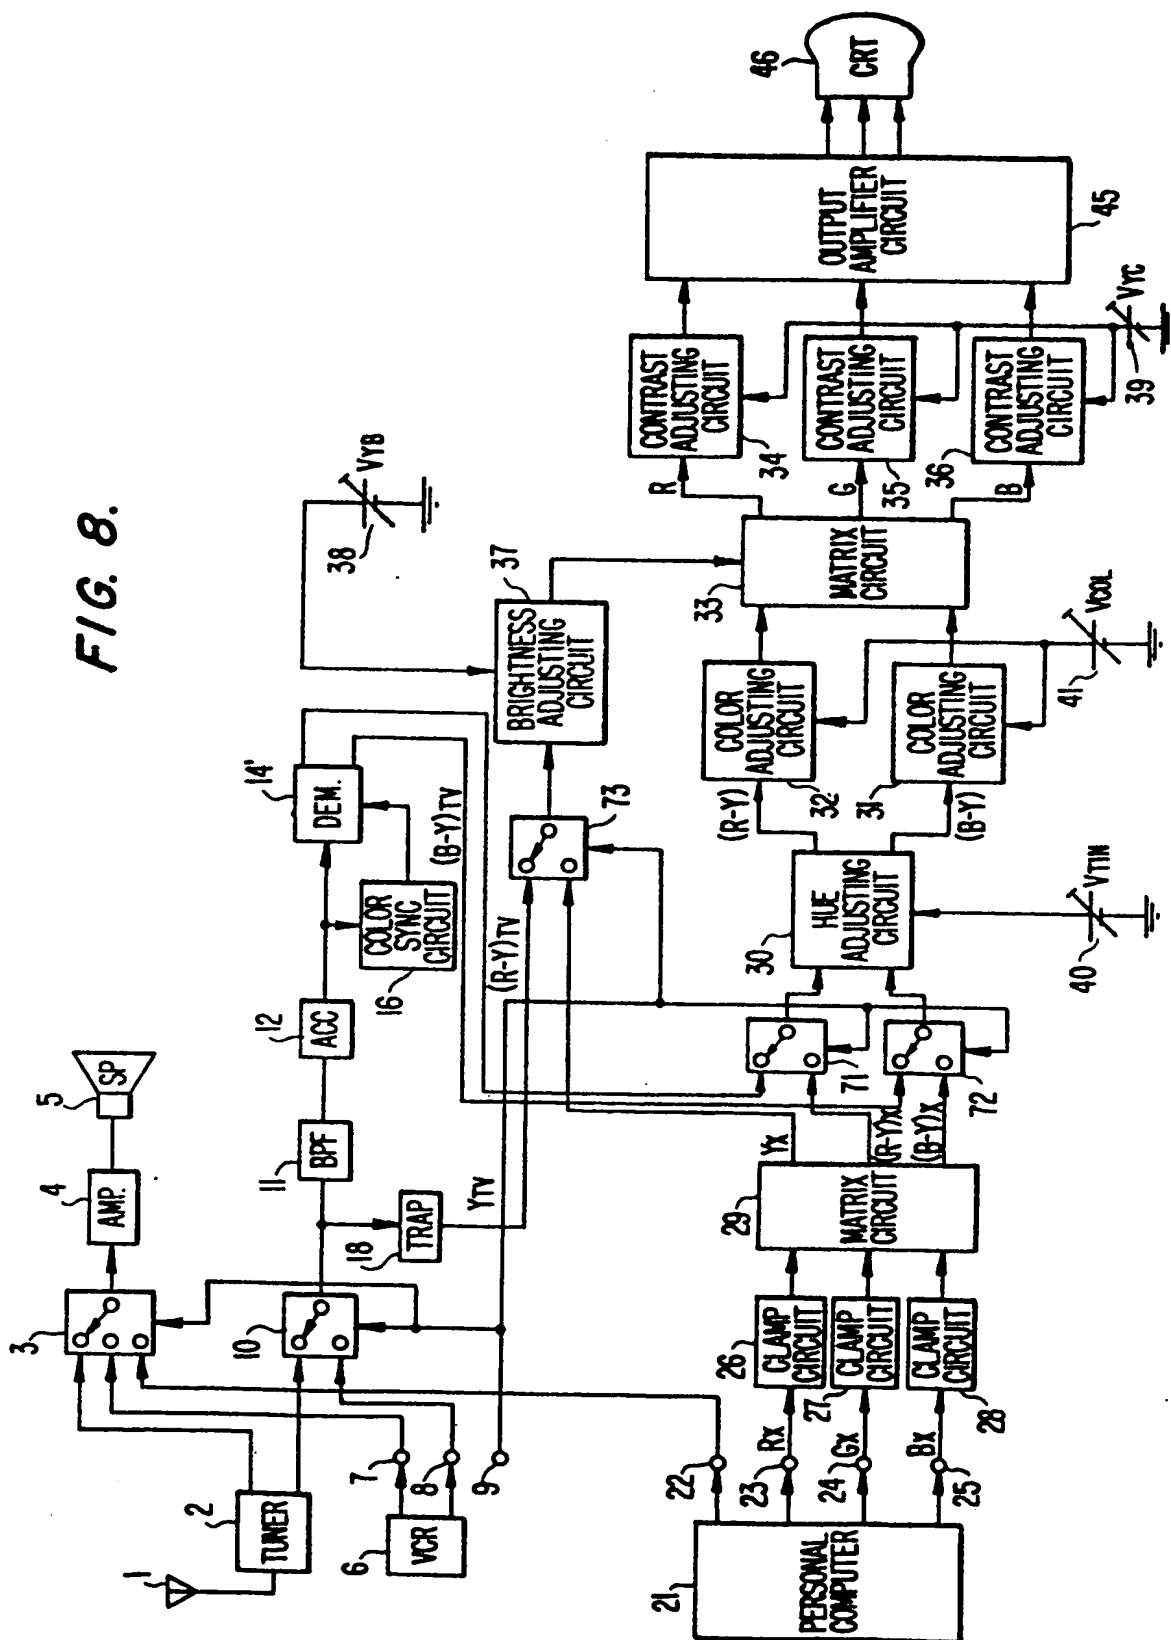 FIG. 8.
1
2
TUNER
3
4
AMP.
5
SP
6
VCR
7
8
9
10
11
BPF
12
ACC
14'
DEM.
16
COLOR
SYNC
CIRCUIT
18
TRAP
YTV
(R-Y)TV
(B-Y)TV
73
37
BRIGHTNESS
ADJUSTING
CIRCUIT
38
VYB
21
PERSONAL
COMPUTER
22
23
RX
24
GX
25
BX
26
CLAMP
CIRCUIT
27
CLAMP
CIRCUIT
28
CLAMP
CIRCUIT
29
MATRIX
CIRCUIT
YX
(R-Y)X
(B-Y)X
71
72
30
HUE
ADJUSTING
CIRCUIT
40
VTIN
(R-Y)
(B-Y)
32
COLOR
ADJUSTING
CIRCUIT
31
COLOR
ADJUSTING
CIRCUIT
41
VCOL
33
MATRIX
CIRCUIT
R
G
B
34
CONTRAST
ADJUSTING
CIRCUIT
35
CONTRAST
ADJUSTING
CIRCUIT
36
CONTRAST
ADJUSTING
CIRCUIT
39
VYC
OUTPUT
AMPLIFIER
CIRCUIT
45
46
CRT